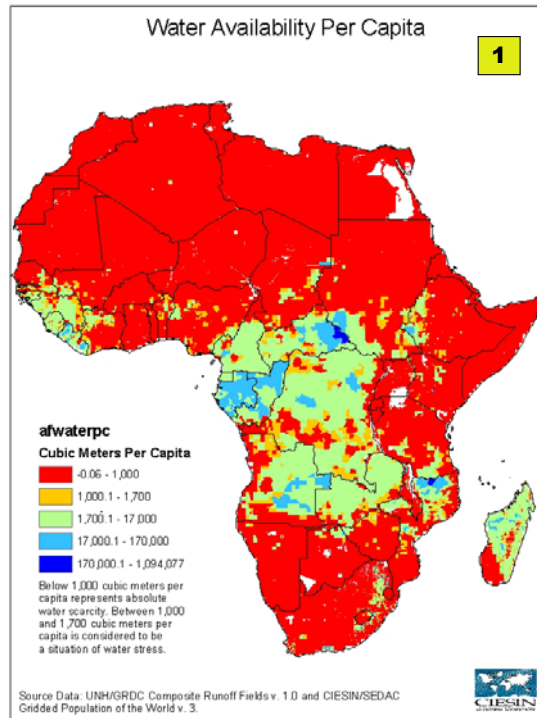 Water Availability Per Capita
1
afwaterpc
Cubic Meters Per Capita
-0.06 - 1,000
1,000.1 - 1,700
1,700.1 - 17,000
17,000.1 - 170,000
170,000.1 - 1,094,077
Below 1,000 cubic meters per
capita represents absolute
water scarcity. Between 1,000
and 1,700 cubic meters per
capita is considered to be
a situation of water stress.
Source Data: UNH/GRDC Composite Runoff Fields v. 1.0 and CIESIN/SEDAC
Gridded Population of the World v. 3.
CIESIN